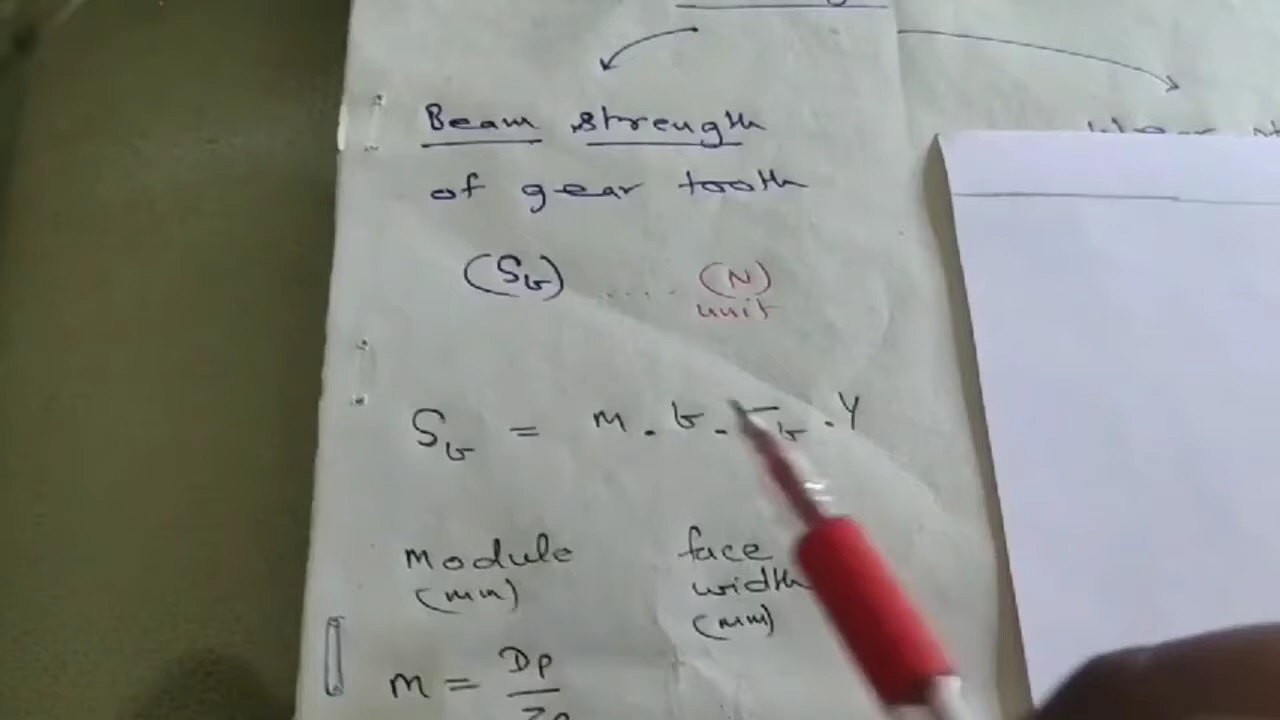 Beam strength
of gear tooth
(Sb) ..... (N)
unit
Sb = m . b . σb . Y
module face
(mm) width
(mm)
m = Dp